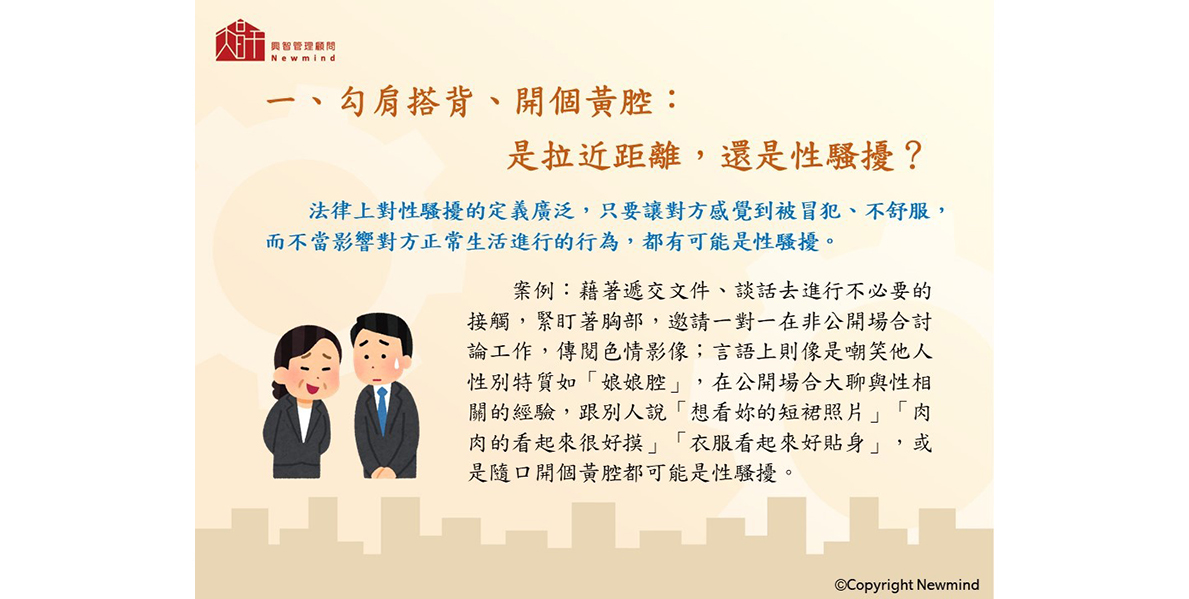 興智管理顧問
Newmind
一、勾肩搭背、開個黃腔：
是拉近距離，還是性騷擾？
法律上對性騷擾的定義廣泛，只要讓對方感覺到被冒犯、不舒服，
而不當影響對方正常生活進行的行為，都有可能是性騷擾。
案例：藉著遞交文件、談話去進行不必要的
接觸，緊盯著胸部，邀請一對一在非公開場合討
論工作，傳閱色情影像；言語上則像是嘲笑他人
性別特質如「娘娘腔」，在公開場合大聊與性相
關的經驗，跟別人說「想看妳的短裙照片」「肉
肉的看起來很好摸」「衣服看起來好貼身」，或
是隨口開個黃腔都可能是性騷擾。
©Copyright Newmind